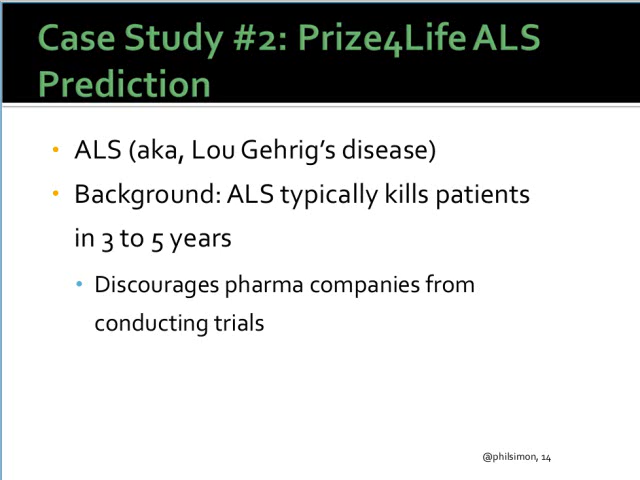 Case Study #2: Prize4Life ALS
Prediction
• ALS (aka, Lou Gehrig’s disease)
• Background: ALS typically kills patients
in 3 to 5 years
• Discourages pharma companies from
conducting trials
@philsimon, 14